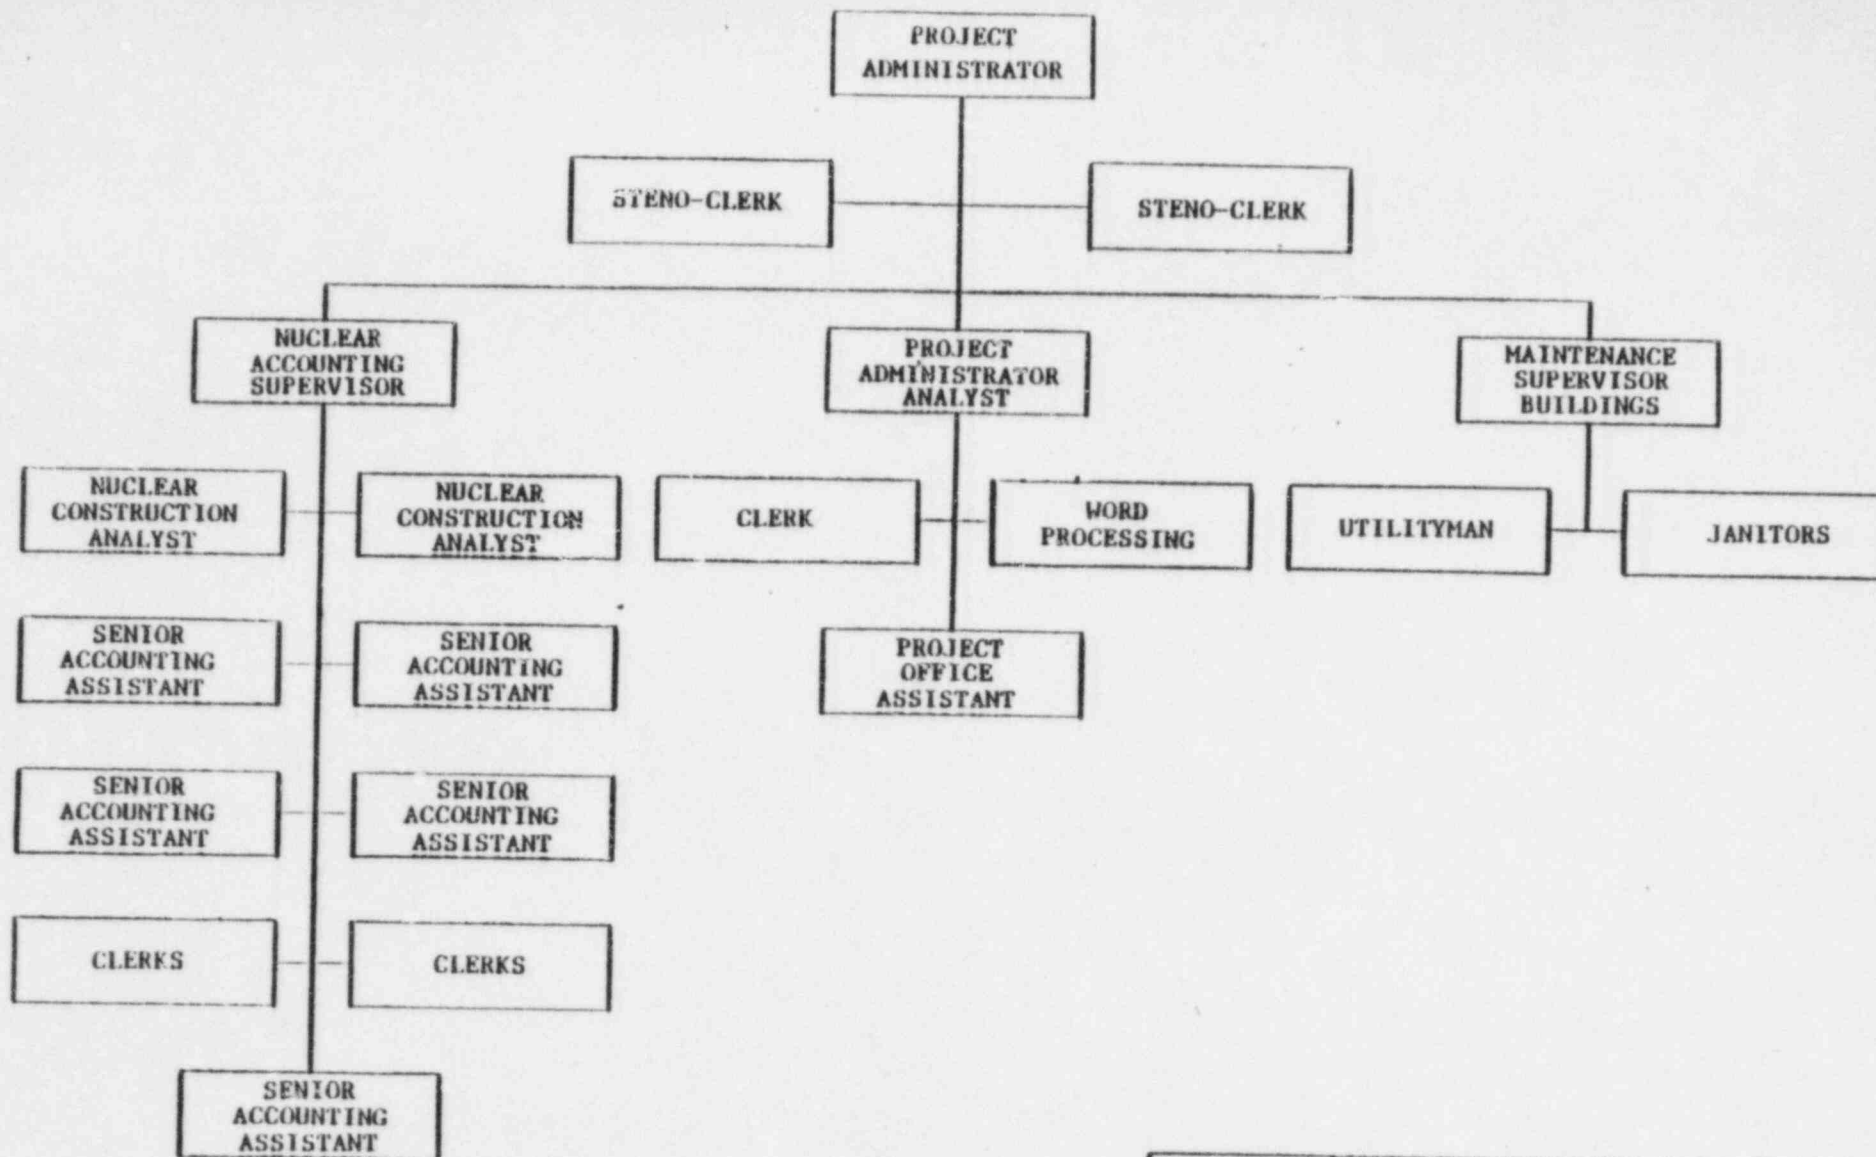 PROJECT
ADMINISTRATOR
STENO-CLERK
STENO-CLERK
NUCLEAR
ACCOUNTING
SUPERVISOR
PROJECT
ADMINISTRATOR
ANALYST
MAINTENANCE
SUPERVISOR
BUILDINGS
NUCLEAR
CONSTRUCTION
ANALYST
NUCLEAR
CONSTRUCTION
ANALYST
CLERK
WORD
PROCESSING
UTILITYMAN
JANITORS
SENIOR
ACCOUNTING
ASSISTANT
SENIOR
ACCOUNTING
ASSISTANT
PROJECT
OFFICE
ASSISTANT
SENIOR
ACCOUNTING
ASSISTANT
SENIOR
ACCOUNTING
ASSISTANT
CLERKS
CLERKS
SENIOR
ACCOUNTING
ASSISTANT